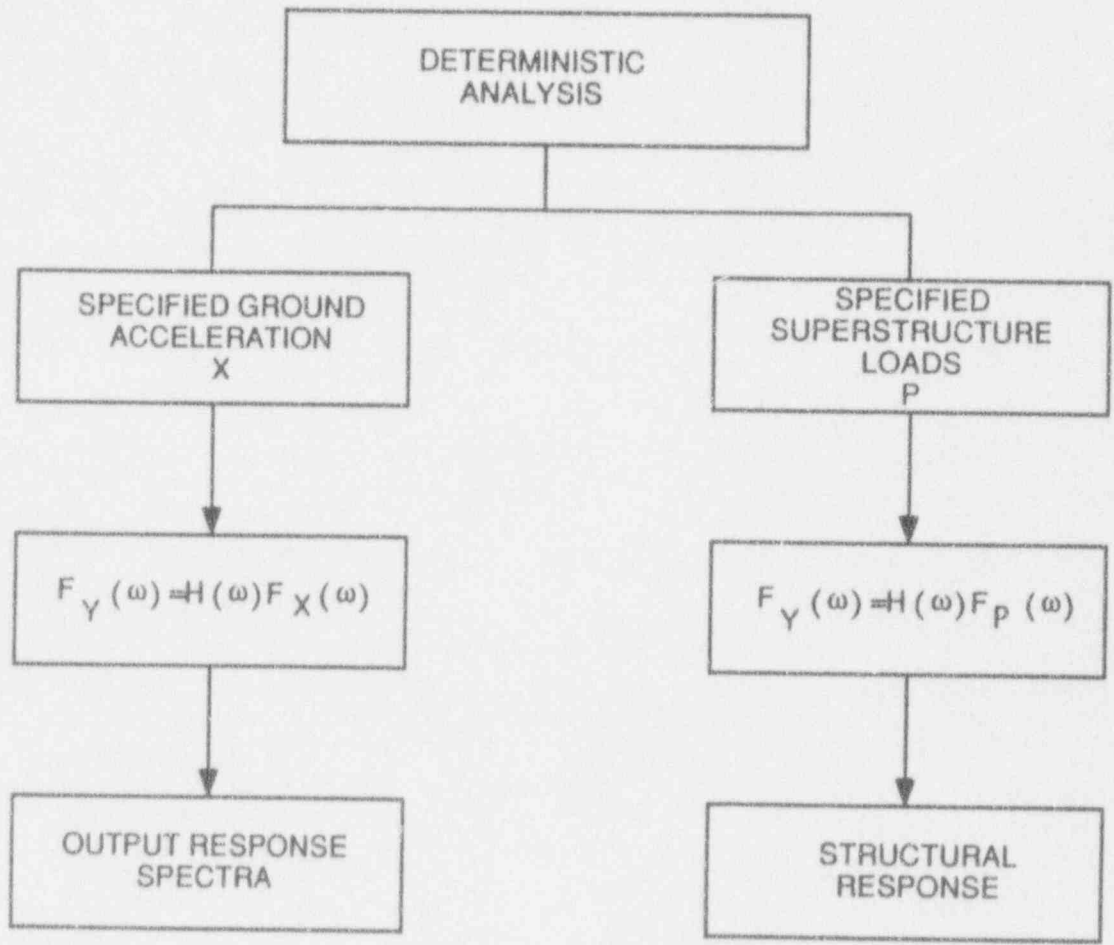 DETERMINISTIC
ANALYSIS
SPECIFIED GROUND
ACCELERATION
X
SPECIFIED
SUPERSTRUCTURE
LOADS
P
F_Y (ω)=H(ω)F_X(ω)
F_Y (ω)=H(ω)F_P (ω)
OUTPUT RESPONSE
SPECTRA
STRUCTURAL
RESPONSE